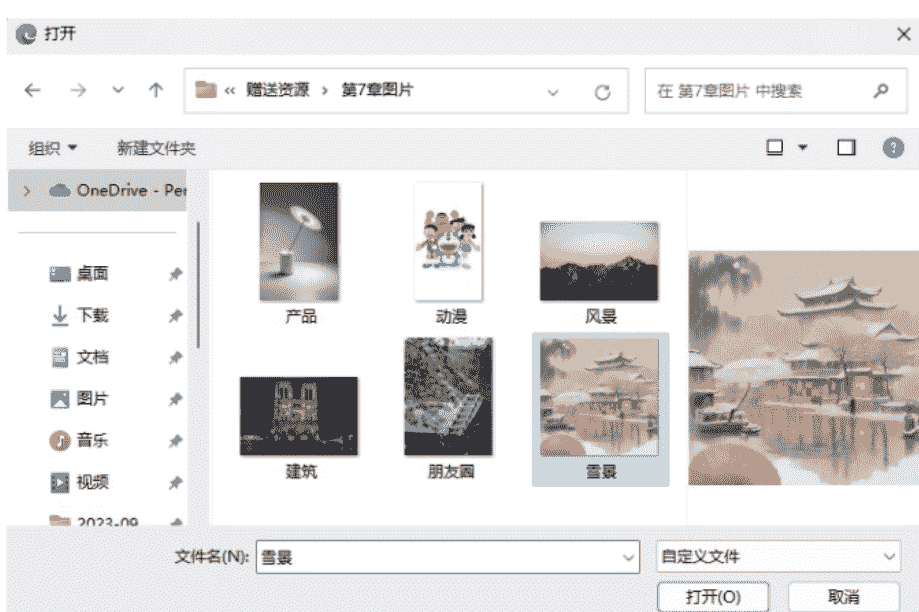 打开
« 赠送资源 › 第7章图片
在 第7章图片 中搜索
组织 新建文件夹
OneDrive - Per
桌面
下载
文档
图片
音乐
视频
2023-09
产品 动漫 风景
建筑 朋友圈 雪景
文件名(N): 雪景 自定义文件
打开(O) 取消